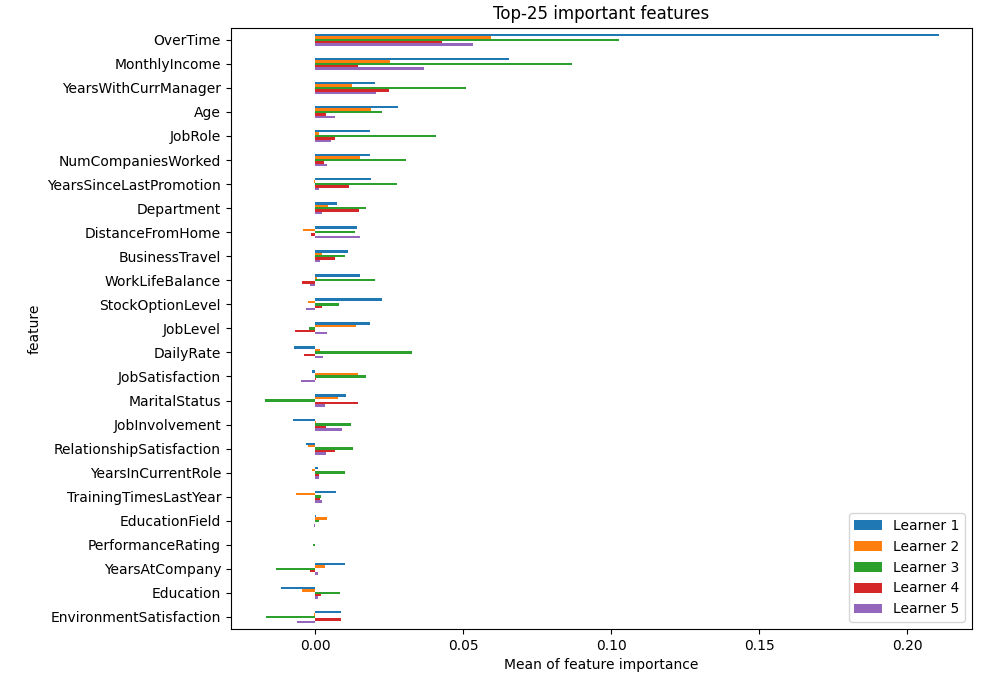 Top-25 important features
OverTime
MonthlyIncome
YearsWithCurrManager
Age
JobRole
NumCompaniesWorked
YearsSinceLastPromotion
Department
DistanceFromHome
BusinessTravel
WorkLifeBalance
StockOptionLevel
JobLevel
DailyRate
JobSatisfaction
MaritalStatus
JobInvolvement
RelationshipSatisfaction
YearsInCurrentRole
TrainingTimesLastYear
EducationField
PerformanceRating
YearsAtCompany
Education
EnvironmentSatisfaction
feature
Learner 1
Learner 2
Learner 3
Learner 4
Learner 5
0.00 0.05 0.10 0.15 0.20
Mean of feature importance